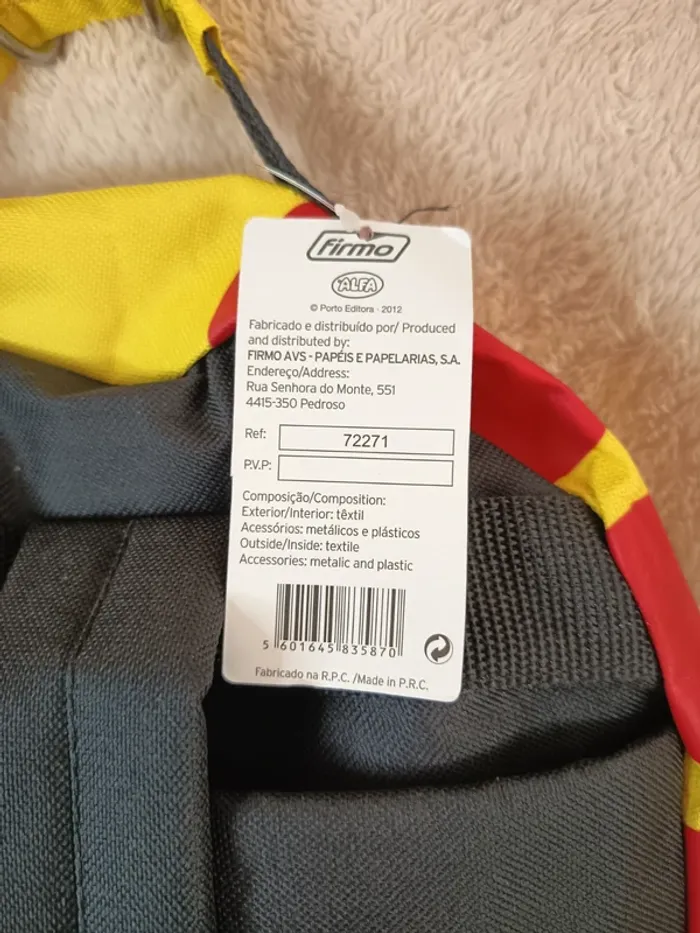 firmo
ALFA
© Porto Editora · 2012
Fabricado e distribuído por/ Produced
and distributed by:
FIRMO AVS - PAPÉIS E PAPELARIAS, S.A.
Endereço/Address:
Rua Senhora do Monte, 551
4415-350 Pedroso
Ref: 72271
P.V.P:
Composição/Composition:
Exterior/Interior: têxtil
Acessórios: metálicos e plásticos
Outside/Inside: textile
Accessories: metalic and plastic
5 601645 835870
Fabricado na R.P.C. /Made in P.R.C.